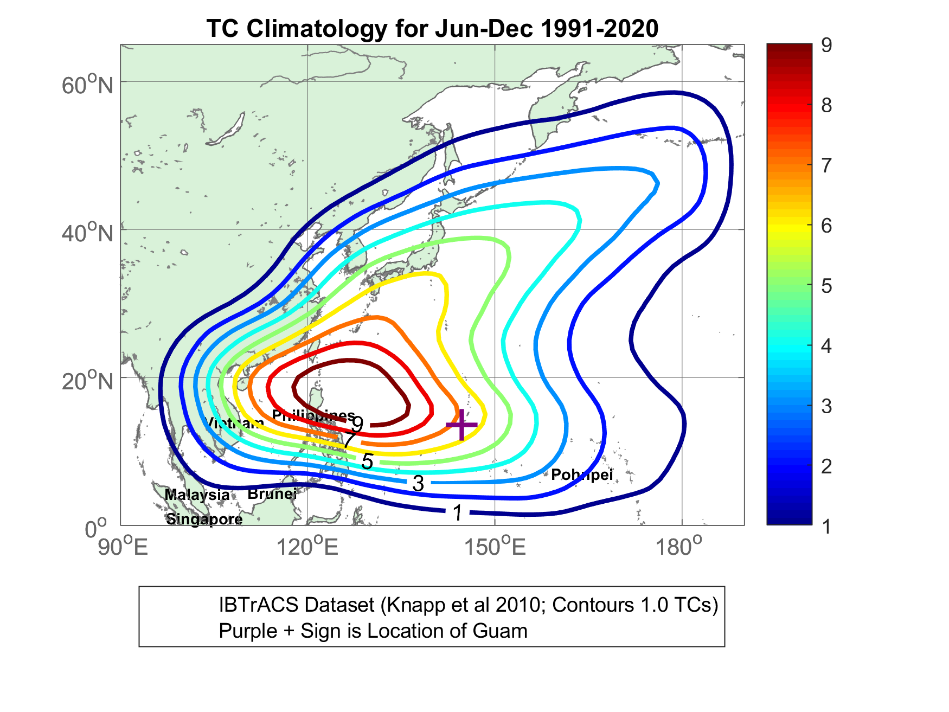 TC Climatology for Jun-Dec 1991-2020
9
60°N
8
7
6
40°N
5
4
20°N
3
Philippines
Vietnam
9
7
5
Pohnpei
2
3
Malaysia Brunei
1
Singapore
0°
1
90°E 120°E 150°E 180°
IBTrACS Dataset (Knapp et al 2010; Contours 1.0 TCs)
Purple + Sign is Location of Guam